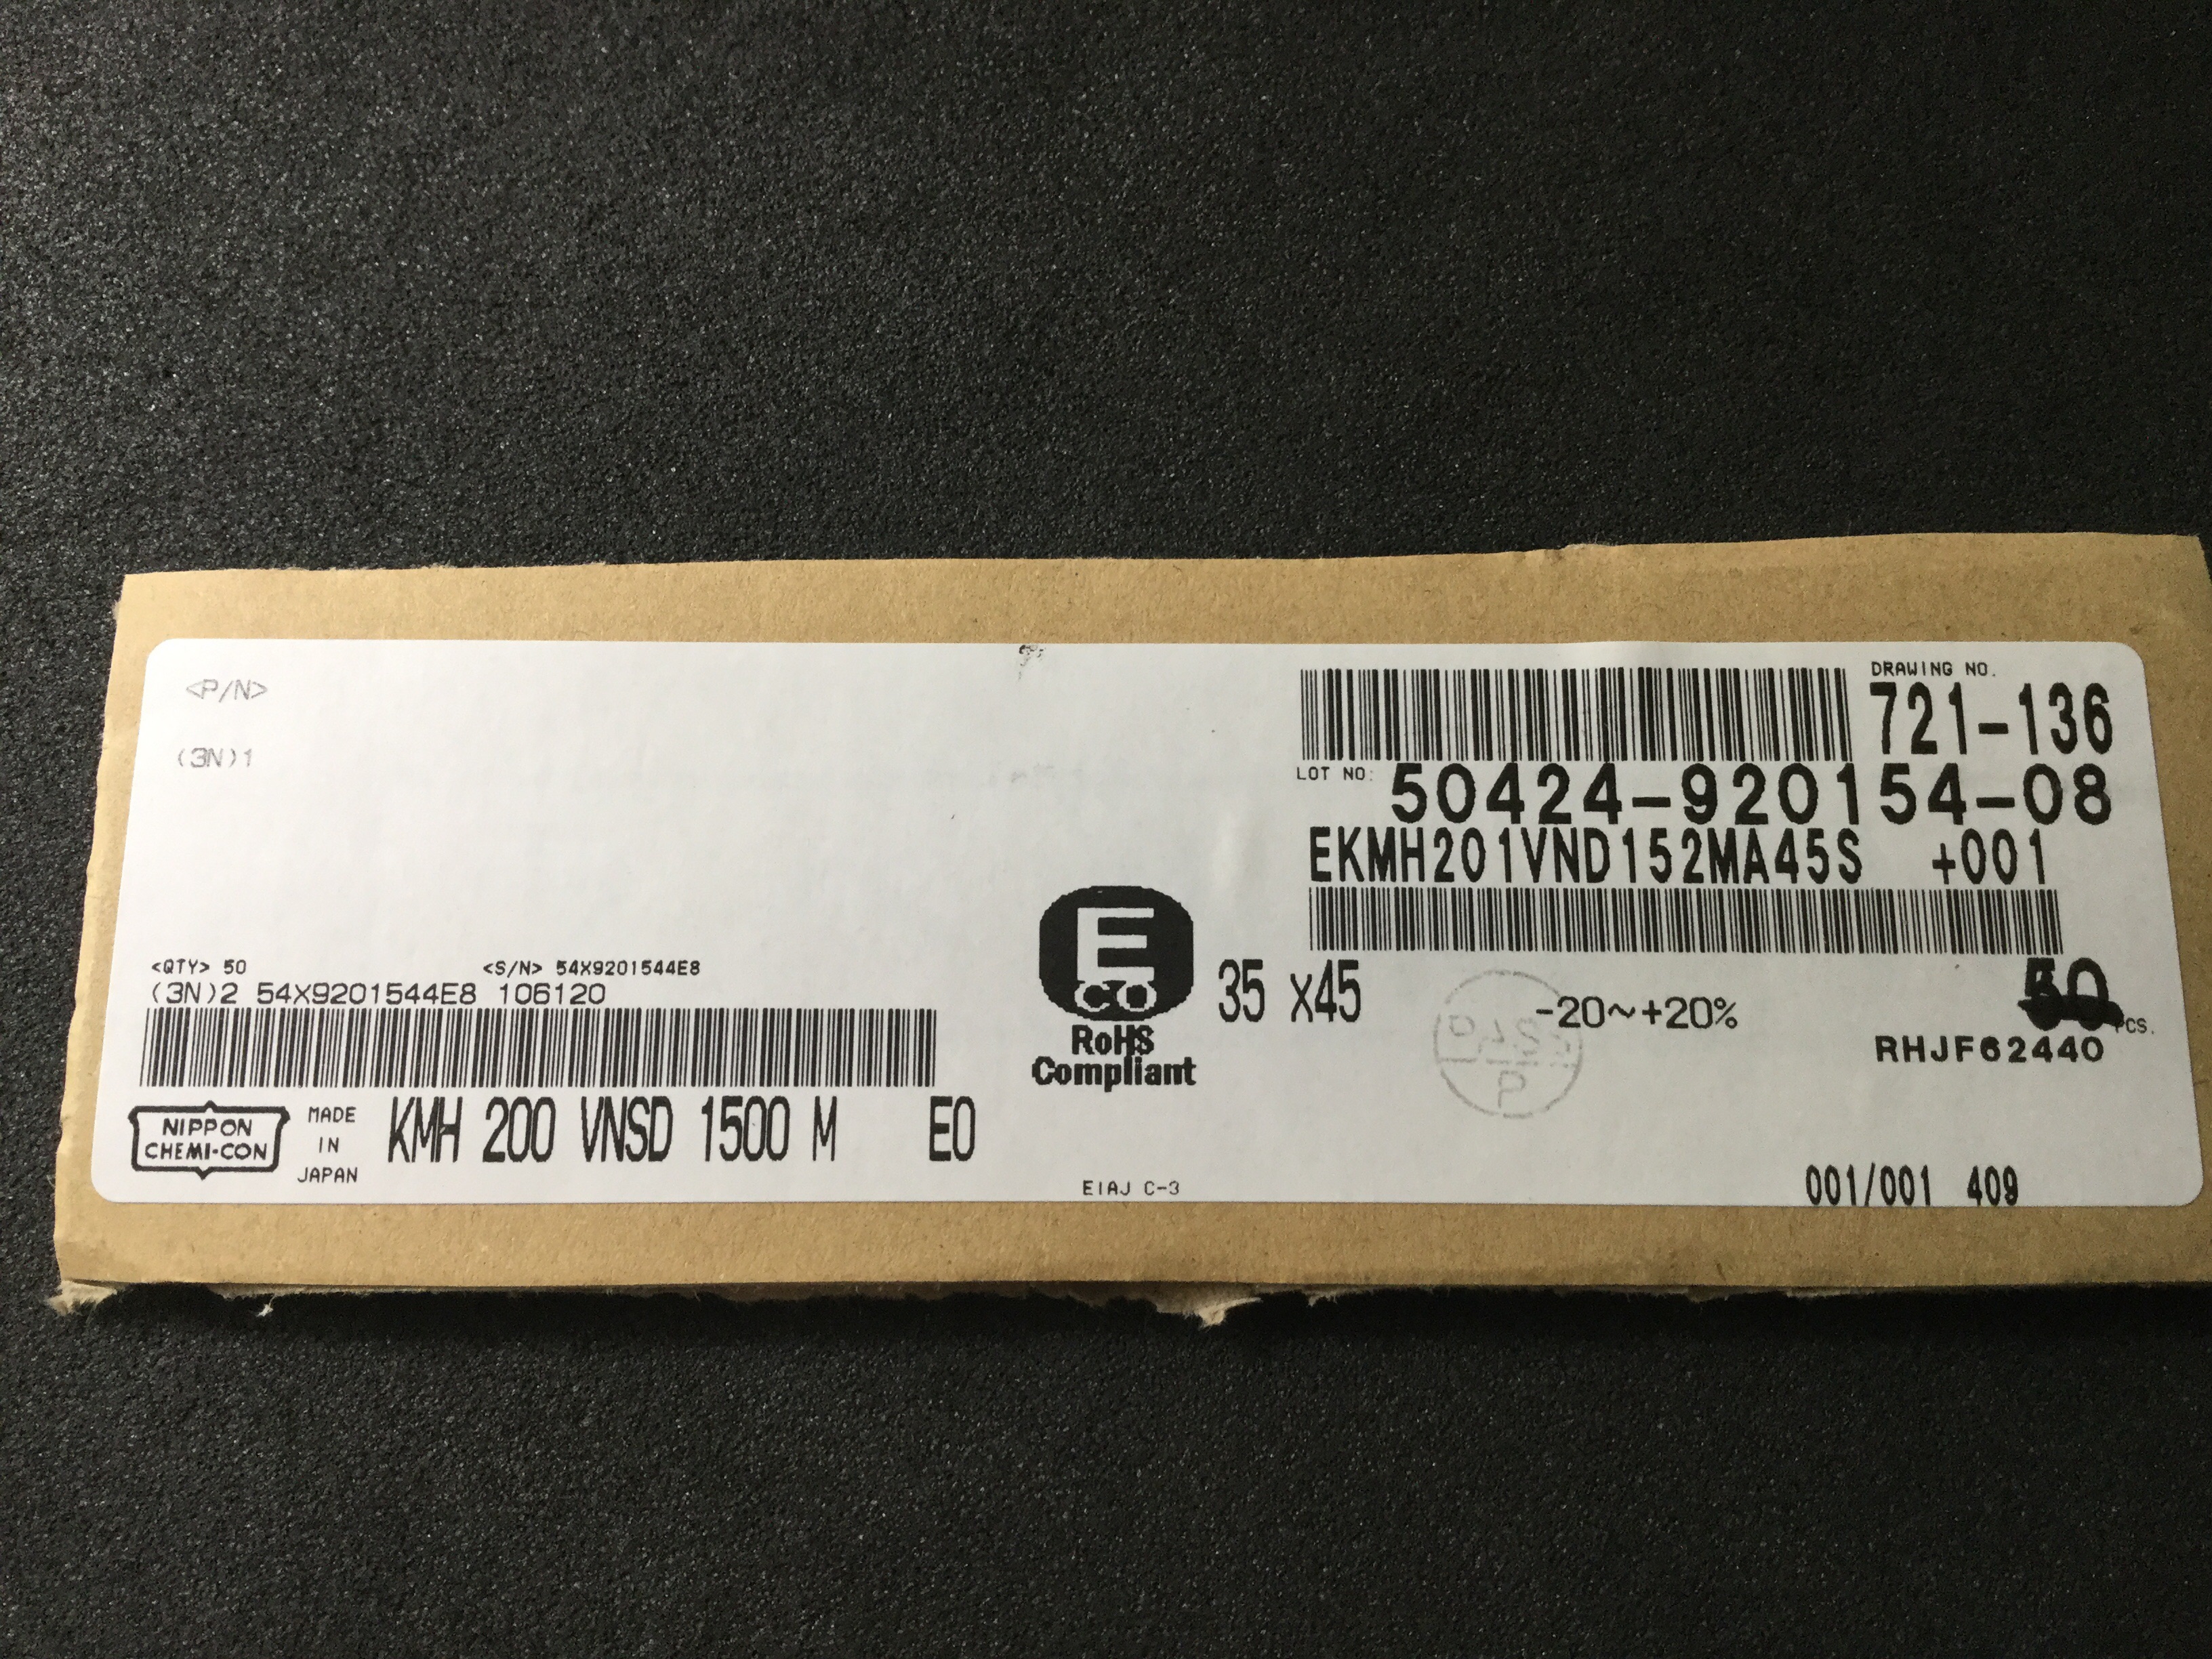 <P/N>
(3N)1
DRAWING NO.
721-136
LOT NO: 50424-920154-08
EKMH201VND152MA45S +001
<QTY> 50 <S/N> 54X9201544E8
(3N)2 54X9201544E8 106120
E
CO
RoHS
Compliant
35 x45
-20~+20%
50 PCS.
RHJF62440
NIPPON
CHEMI-CON
MADE
IN
JAPAN
KMH 200 VNSD 1500 M E0
EIAJ C-3
001/001 409